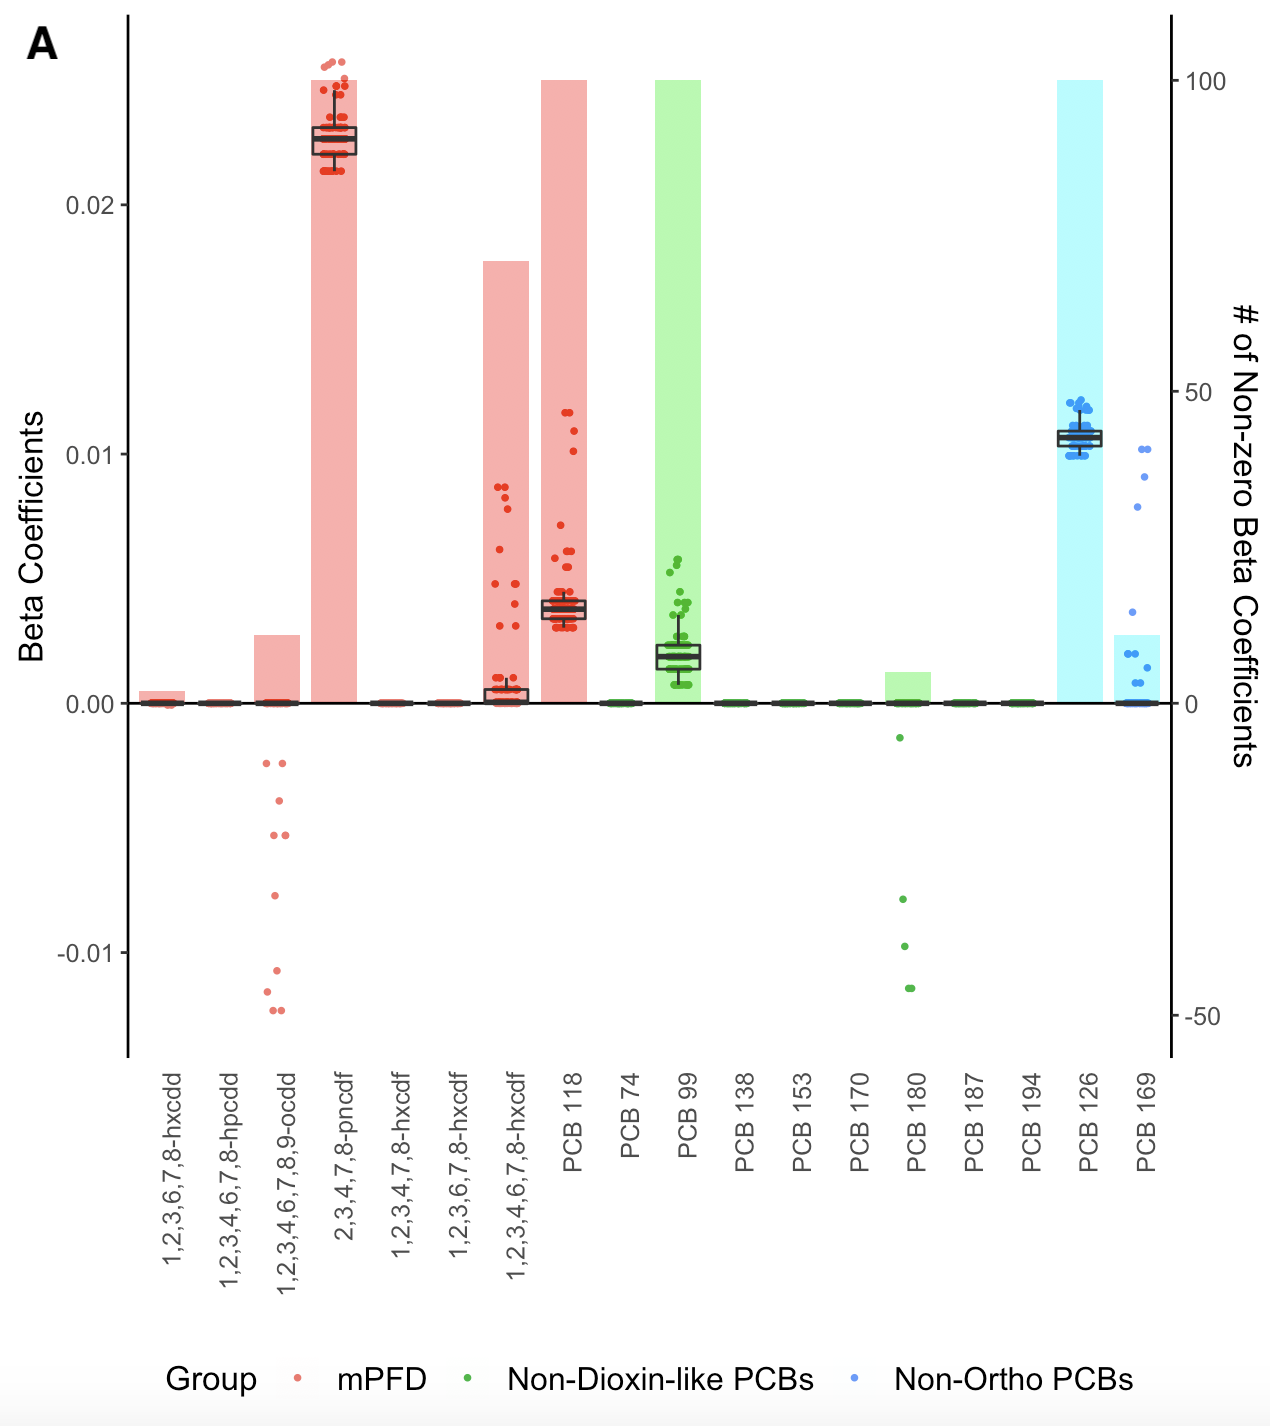 A
Beta Coefficients
0.02
0.01
0.00
-0.01
100
50
0
-50
# of Non-zero Beta Coefficients
1,2,3,6,7,8-hxcdd
1,2,3,4,6,7,8-hpcdd
1,2,3,4,6,7,8,9-ocdd
2,3,4,7,8-pncdf
1,2,3,4,7,8-hxcdf
1,2,3,6,7,8-hxcdf
1,2,3,4,6,7,8-hxcdf
PCB 118
PCB 74
PCB 99
PCB 138
PCB 153
PCB 170
PCB 180
PCB 187
PCB 194
PCB 126
PCB 169
Group mPFD Non-Dioxin-like PCBs Non-Ortho PCBs